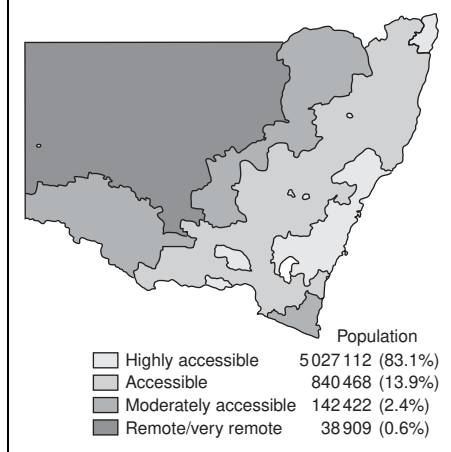 Population
Highly accessible 5 027 112 (83.1%)
Accessible 840 468 (13.9%)
Moderately accessible 142 422 (2.4%)
Remote/very remote 38 909 (0.6%)